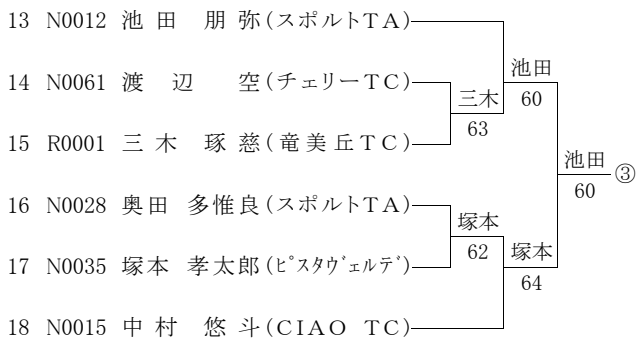 13 N0012 池田 朋弥(スポルトTA)
池田
14 N0061 渡辺 空(チェリーTC)
三木
60
63
15 R0001 三木 琢慈(竜美丘TC)
池田
③
60
16 N0028 奥田 多惟良(スポルトTA)
塚本
62
塚本
17 N0035 塚本 孝太郎(ピスタヴェルデ)
64
18 N0015 中村 悠斗(CIAO TC)